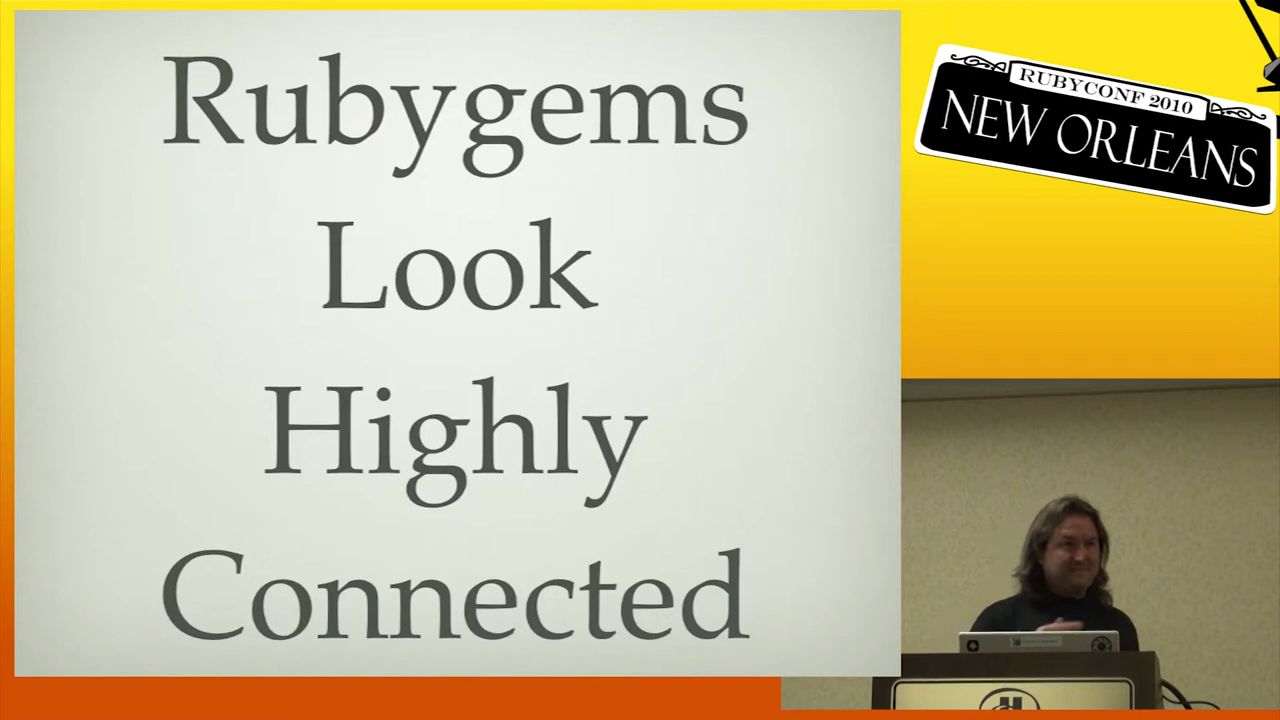 Rubygems
Look
Highly
Connected
RUBYCONF 2010
NEW ORLEANS
H